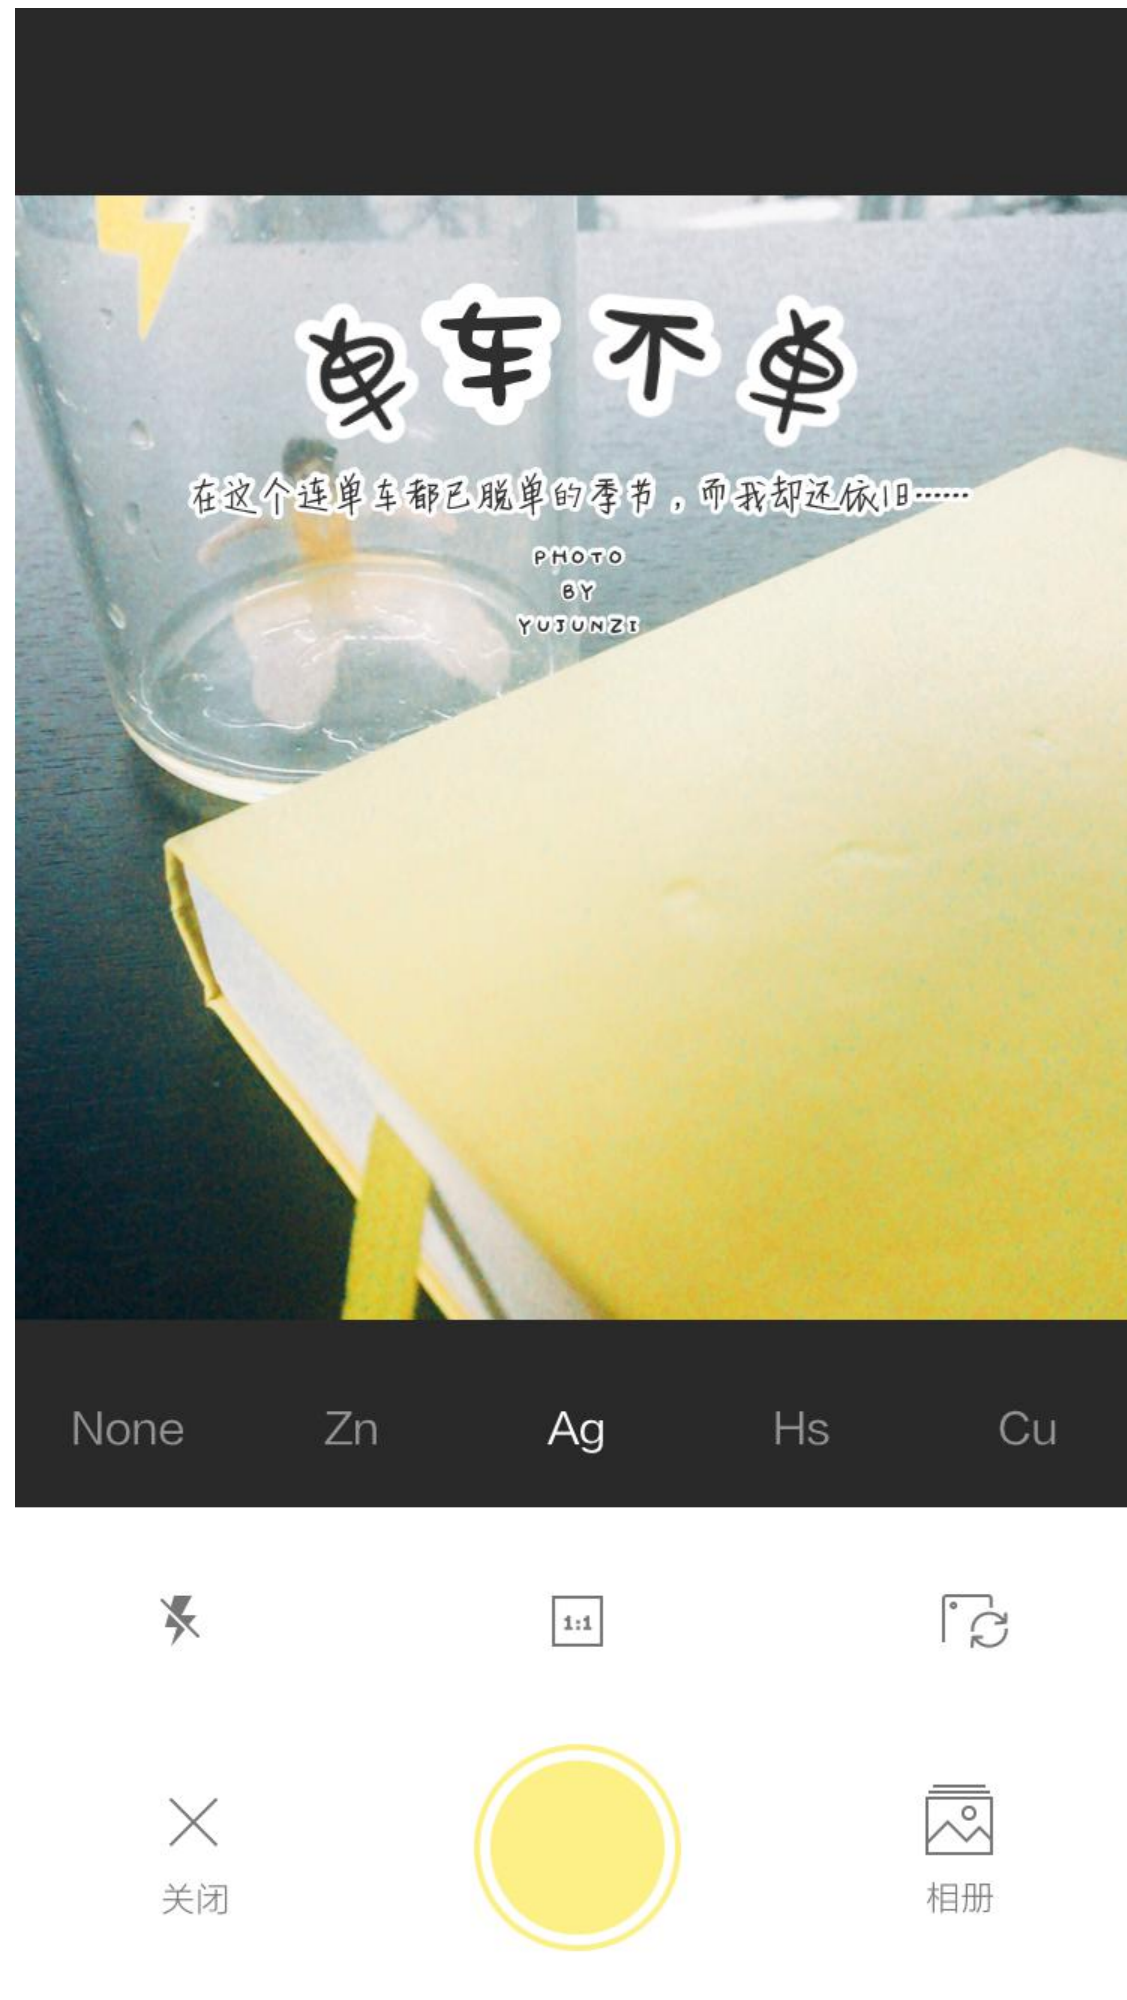 单车不单
在这个连单车都已脱单的季节，而我却还依旧……
PHOTO
BY
YUJUNZI
None Zn Ag Hs Cu
1:1
关闭 相册